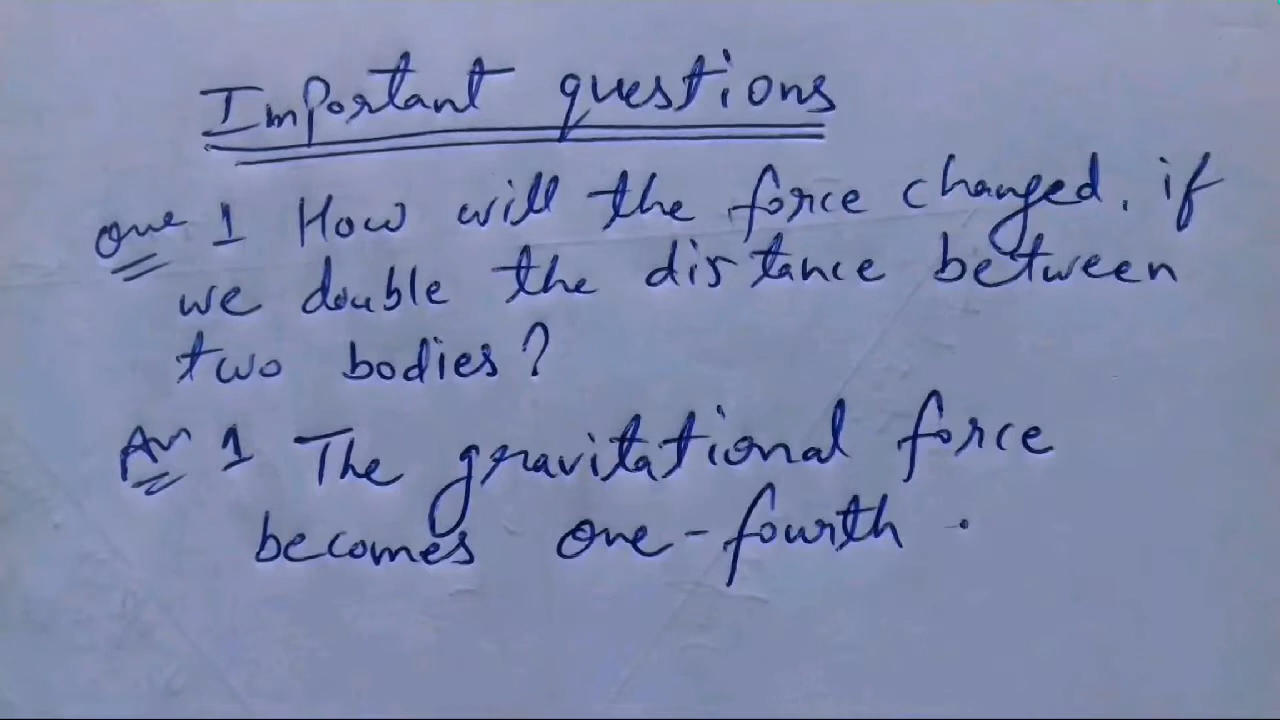 Important questions
Que 1 How will the force changed, if
we double the distance between
two bodies?
An 1 The gravitational force
becomes one-fourth.